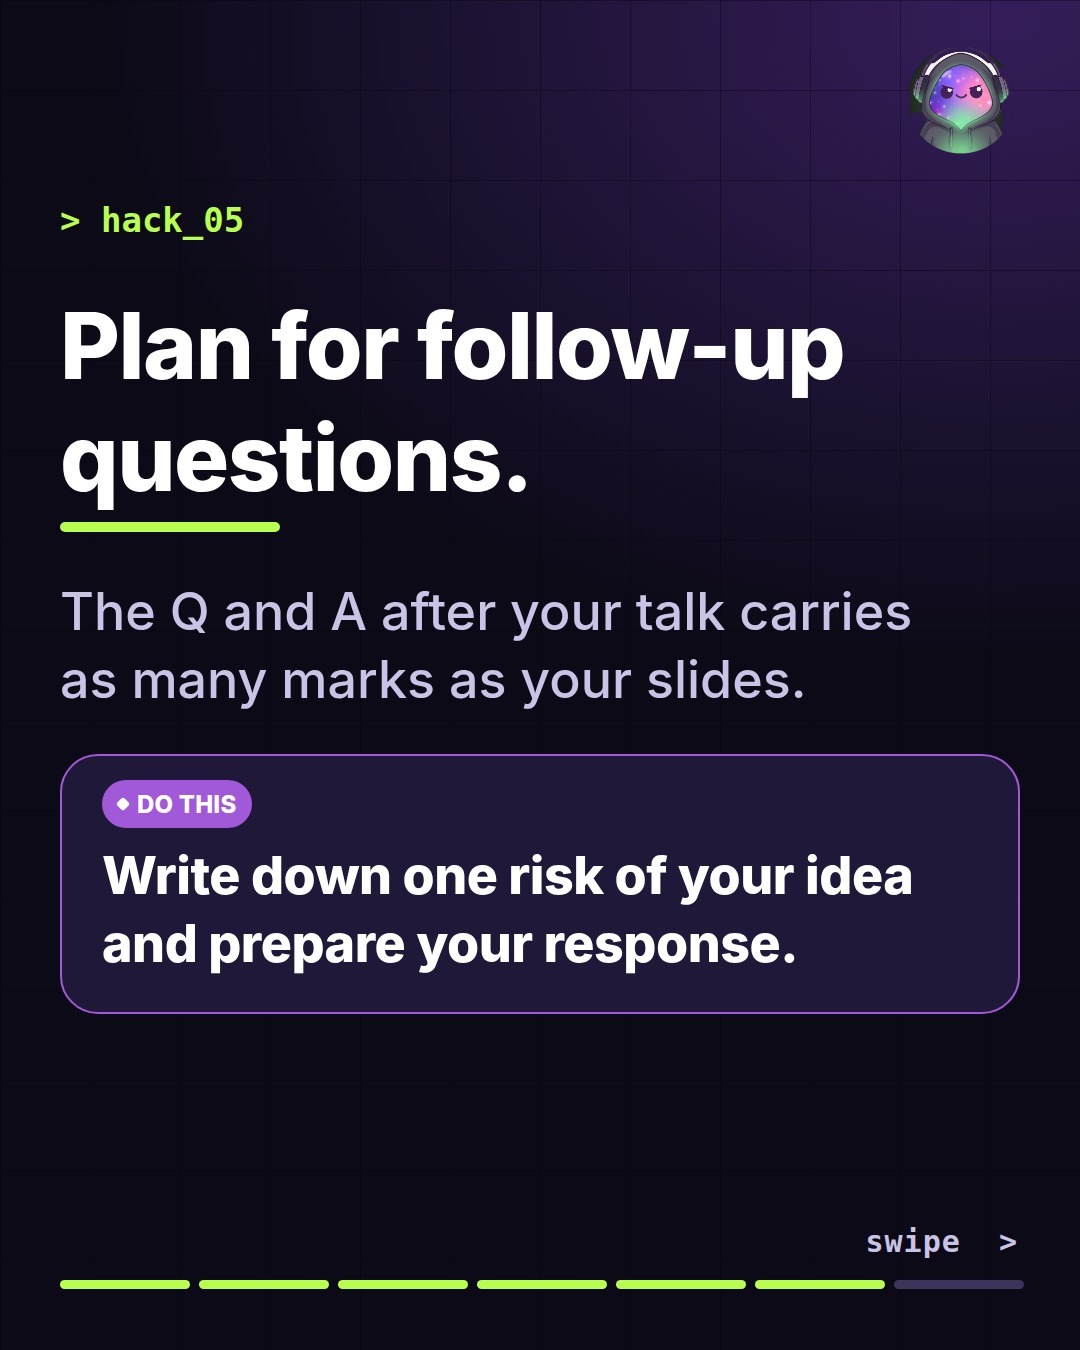 > hack_05
Plan for follow-up
questions.
The Q and A after your talk carries
as many marks as your slides.
DO THIS
Write down one risk of your idea
and prepare your response.
swipe >